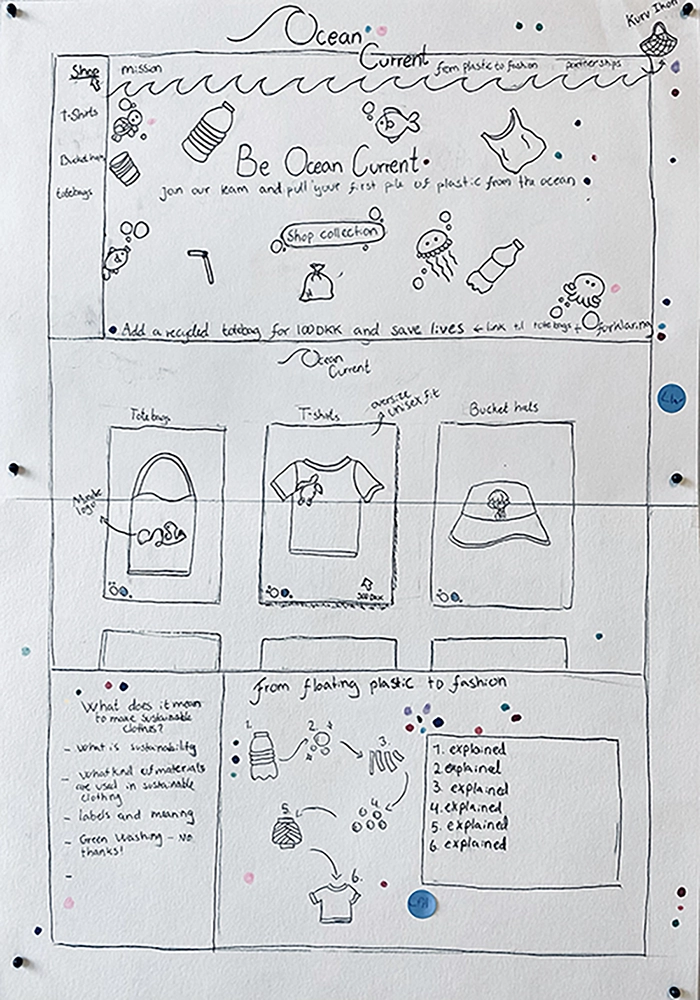 Ocean
Current
Kurv Ikon
Shop
mission
from plastic to fashion
partnerships
T-Shirts
Bucket hats
totebags
Be Ocean Current.
Join our team and pull your first pile of plastic from the ocean
Shop collection
Add a recycled totebag for 100DKK and save lives ← link til totebags + forklaring
Ocean
Current
Totebags
T-shirts
oversize
unisex fit
Bucket hats
logo
300 DKK
What does it mean
to make sustainable
clothes?
- What is sustainability
- What kind of materials
are used in sustainable
clothing
- labels and meaning
- Green Washing - no
thanks!
-
From floating plastic to fashion
1.
2.
3.
4.
5.
6.
1. explained
2 explained
3. explained
4. explained
5. explained
6. explained